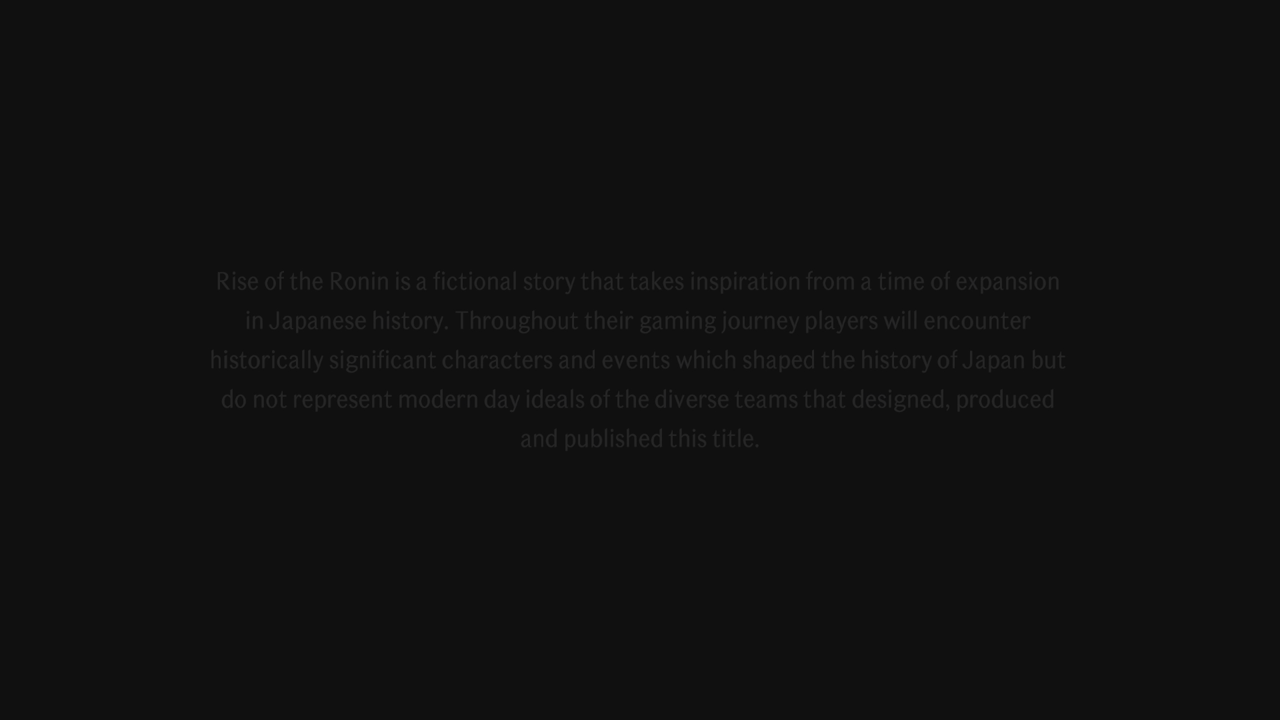 Rise of the Ronin is a fictional story that takes inspiration from a time of expansion
in Japanese history. Throughout their gaming journey players will encounter
historically significant characters and events which shaped the history of Japan but
do not represent modern day ideals of the diverse teams that designed, produced
and published this title.